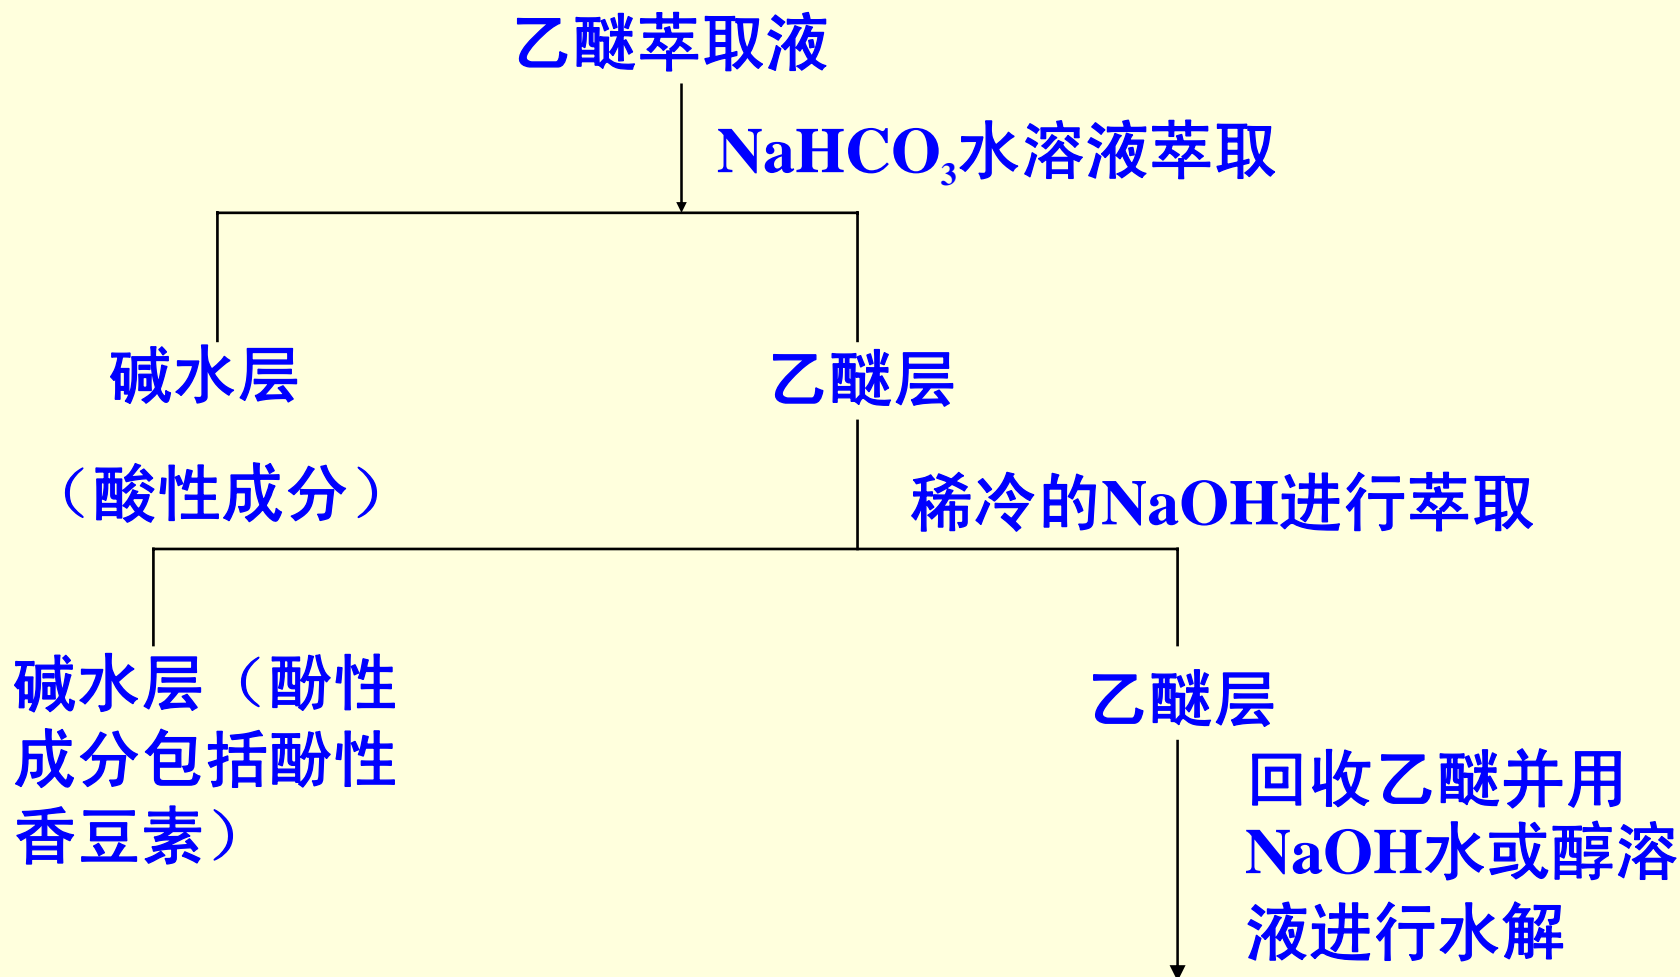 乙醚萃取液
NaHCO₃水溶液萃取
碱水层
乙醚层
（酸性成分）
稀冷的NaOH进行萃取
碱水层（酚性
成分包括酚性
香豆素）
乙醚层
回收乙醚并用
NaOH水或醇溶
液进行水解